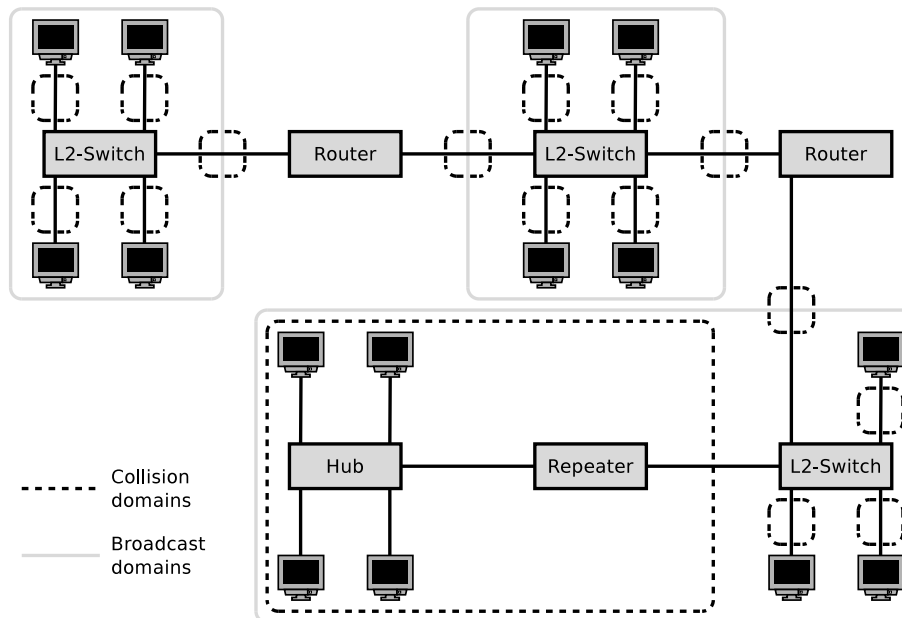 L2-Switch
Router
L2-Switch
Router
Hub
Repeater
L2-Switch
Collision
domains
Broadcast
domains